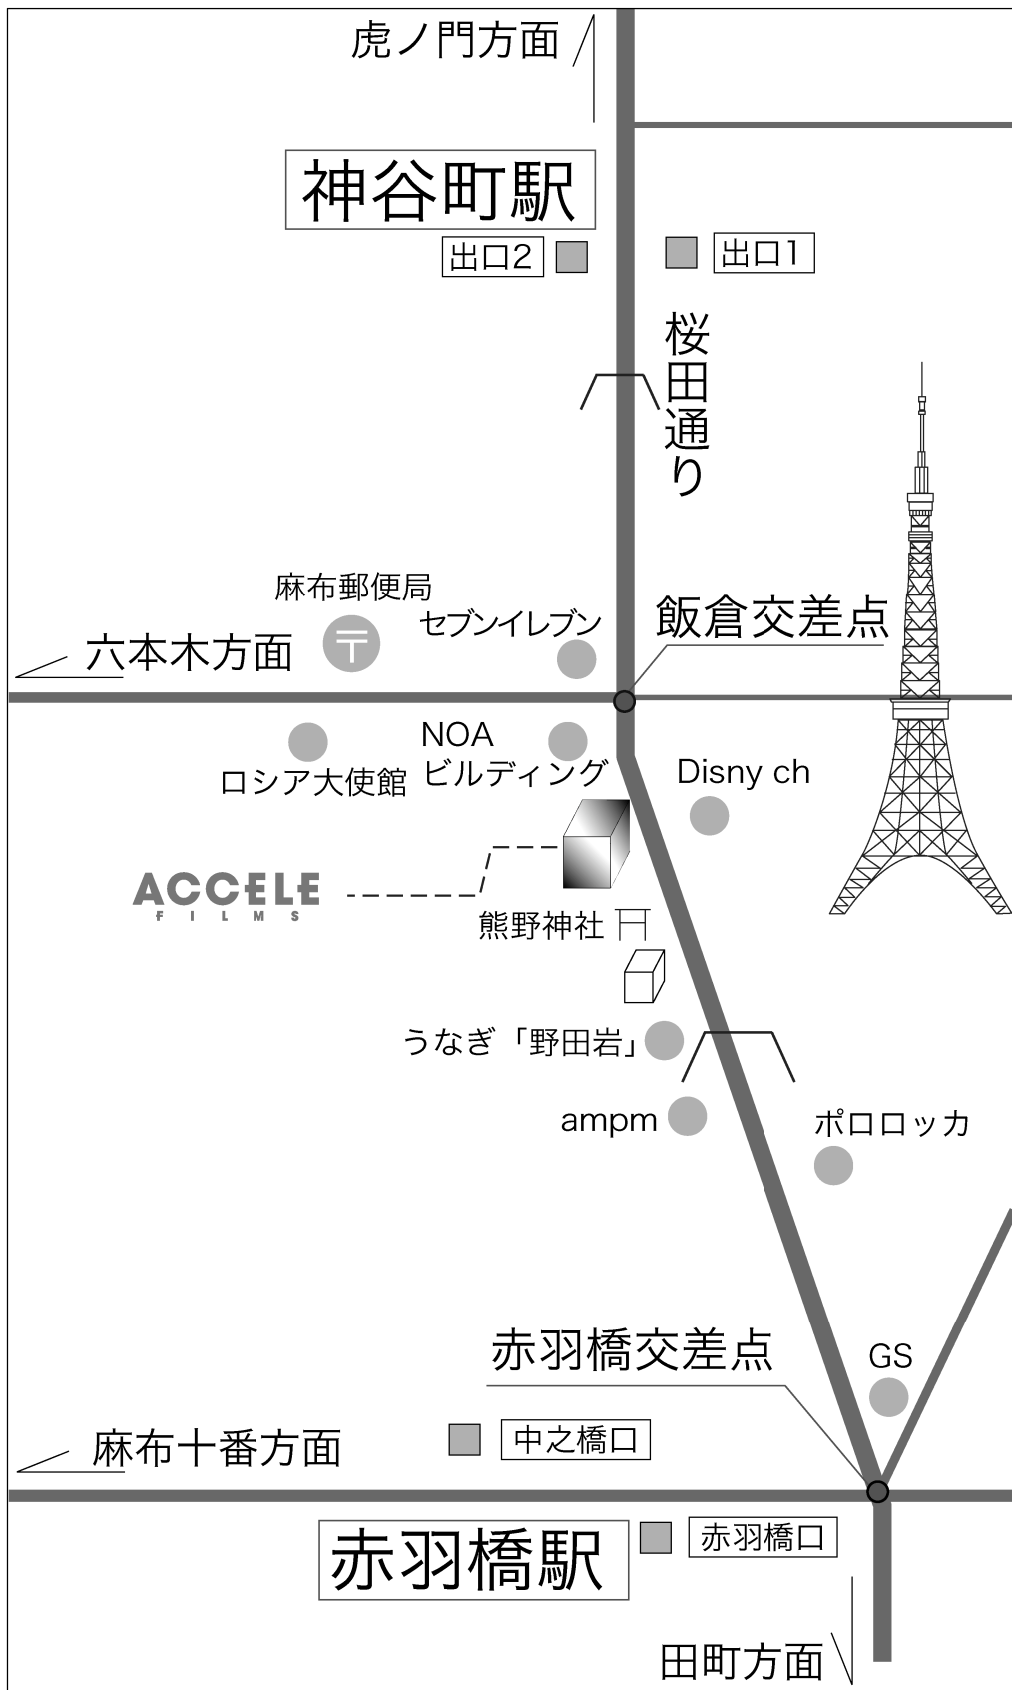 虎ノ門方面
神谷町駅
出口2
出口1
桜田通り
麻布郵便局
セブンイレブン
飯倉交差点
六本木方面
〒
NOA
ビルディング
ロシア大使館
Disny ch
ACCELE
FILMS
熊野神社
うなぎ「野田岩」
ampm
ポロロッカ
赤羽橋交差点
GS
麻布十番方面
中之橋口
赤羽橋駅
赤羽橋口
田町方面